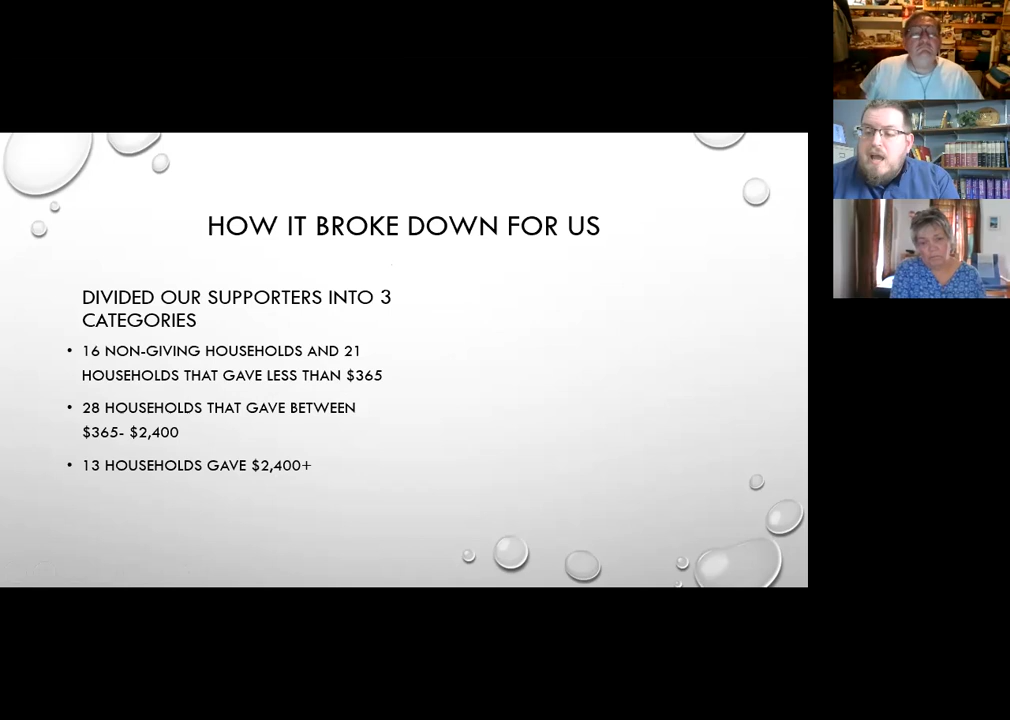 HOW IT BROKE DOWN FOR US
DIVIDED OUR SUPPORTERS INTO 3
CATEGORIES
• 16 NON-GIVING HOUSEHOLDS AND 21
HOUSEHOLDS THAT GAVE LESS THAN $365
• 28 HOUSEHOLDS THAT GAVE BETWEEN
$365- $2,400
• 13 HOUSEHOLDS GAVE $2,400+